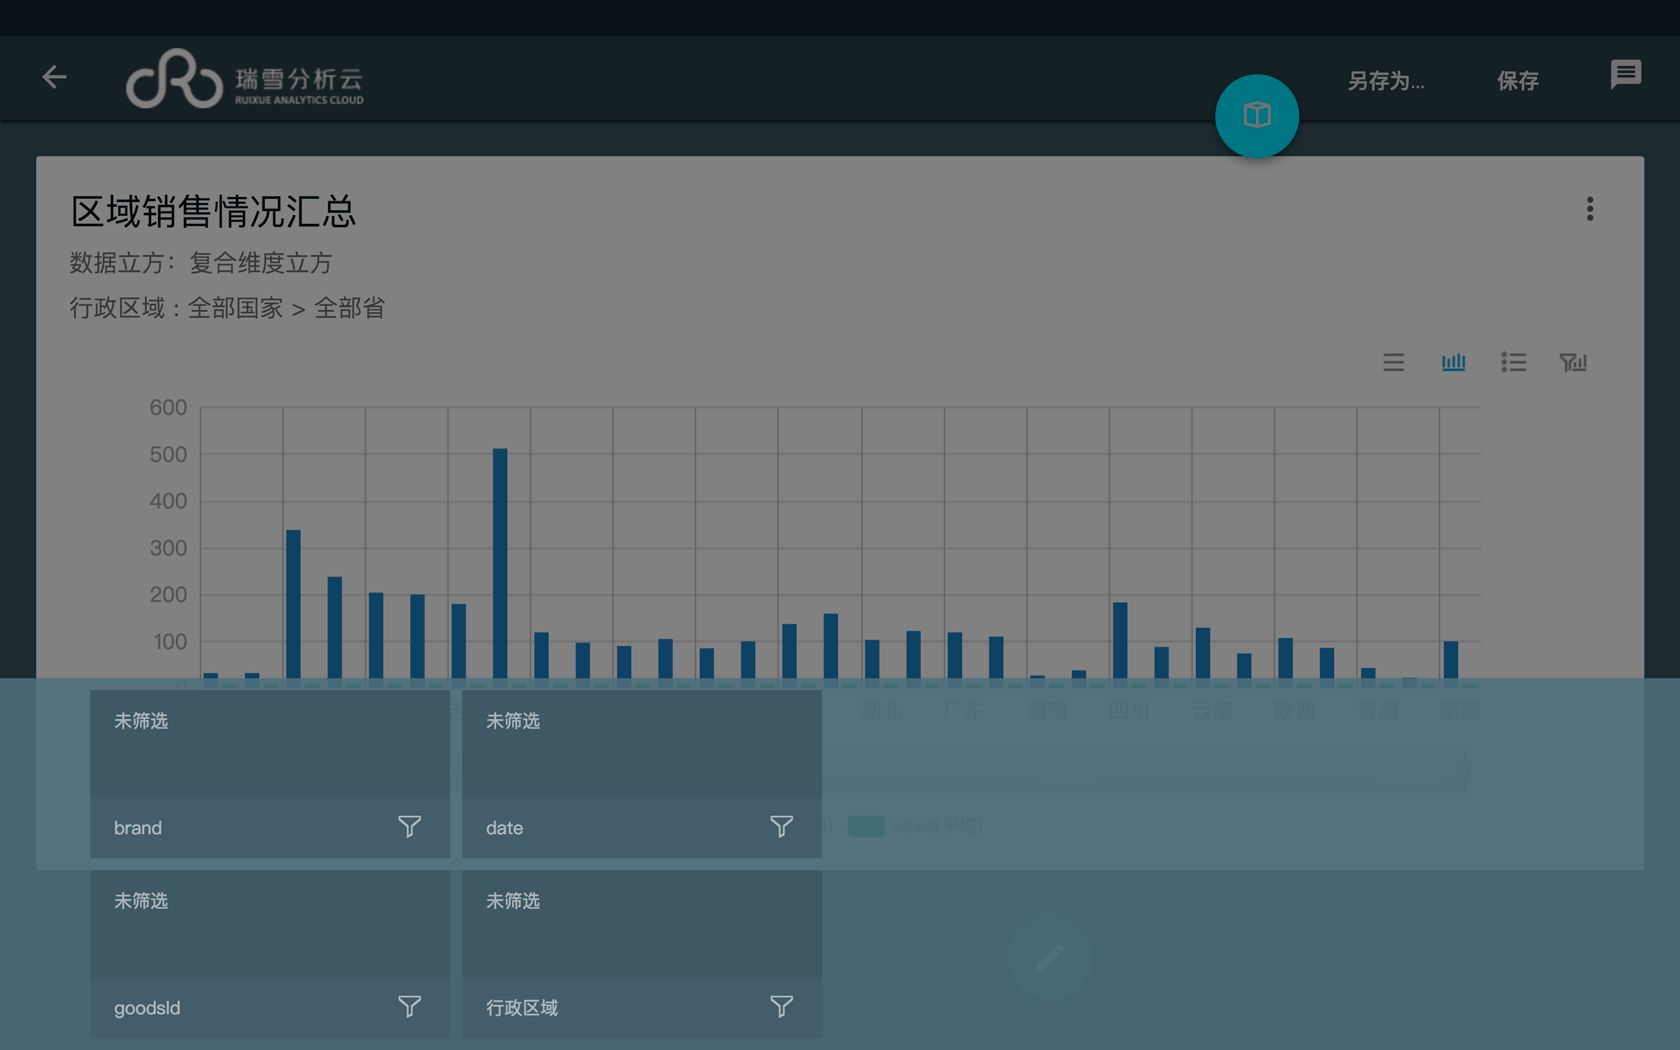 瑞雪分析云
RUIXUE ANALYTICS CLOUD
另存为...
保存
区域销售情况汇总
数据立方：复合维度立方
行政区域 : 全部国家 > 全部省
600
500
400
300
200
100
湖北 广东 海南 四川 云南 陕西 青海 新疆
sales(平均)
未筛选
brand
未筛选
date
未筛选
goodsId
未筛选
行政区域